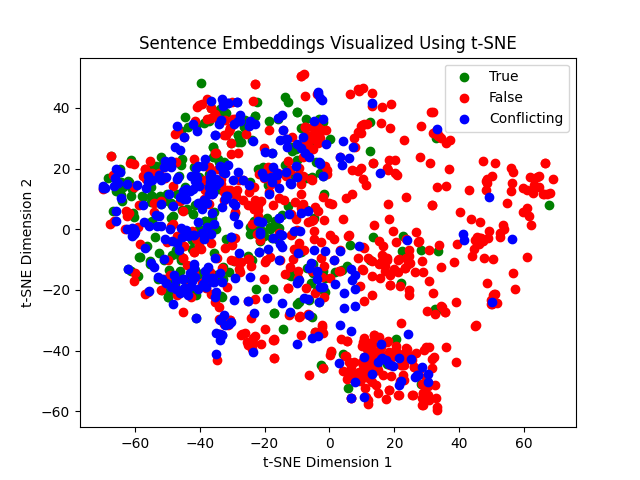 Sentence Embeddings Visualized Using t-SNE
True
False
Conflicting
t-SNE Dimension 2
40
20
0
−20
−40
−60
−60 −40 −20 0 20 40 60
t-SNE Dimension 1